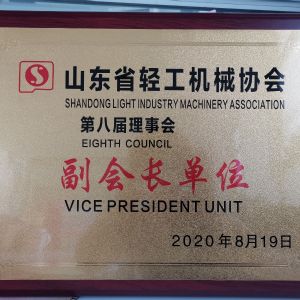 山东省轻工机械协会
SHANDONG LIGHT INDUSTRY MACHINERY ASSOCIATION
第八届理事会
EIGHTH COUNCIL
副会长单位
VICE PRESIDENT UNIT
2020年8月19日